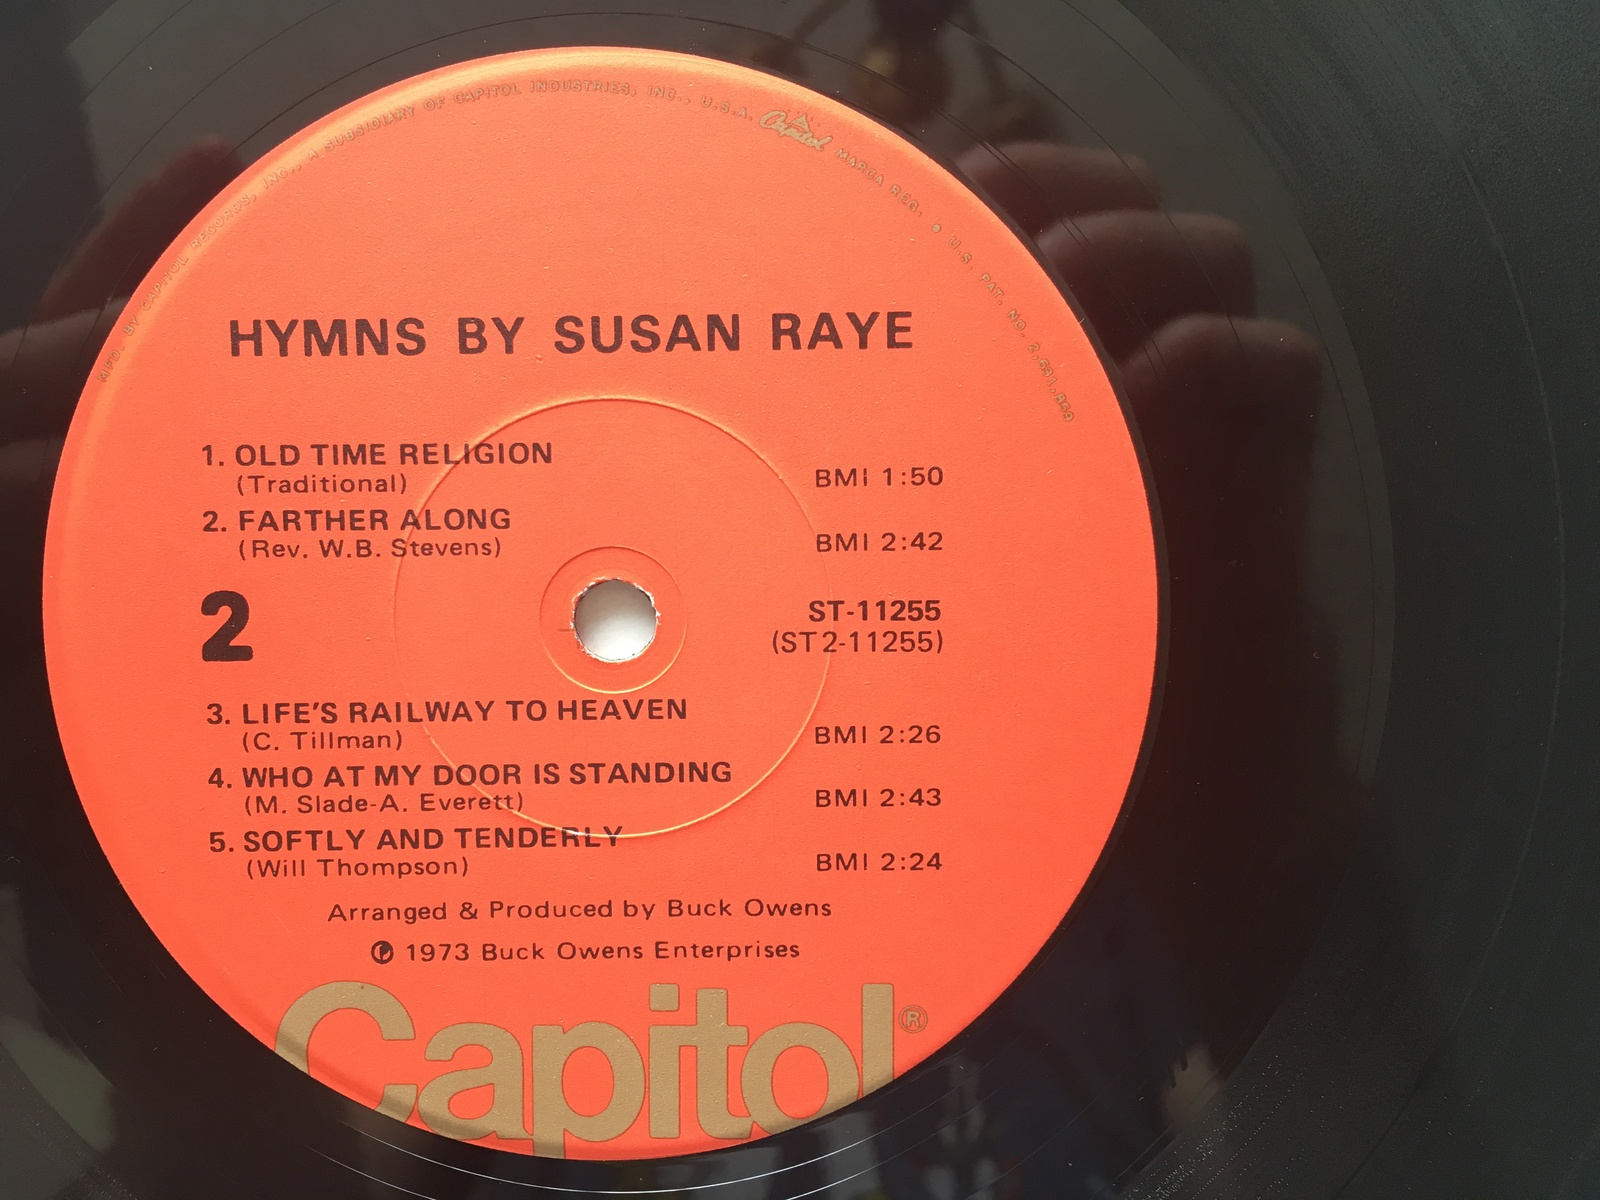 MFD. BY CAPITOL RECORDS, INC., A SUBSIDIARY OF CAPITOL INDUSTRIES, INC., U.S.A. Capitol MARCA REG. • U.S. PAT. NO. 2,631,859
HYMNS BY SUSAN RAYE
1. OLD TIME RELIGION
(Traditional) BMI 1:50
2. FARTHER ALONG
(Rev. W.B. Stevens) BMI 2:42
2 ST-11255
(ST2-11255)
3. LIFE'S RAILWAY TO HEAVEN
(C. Tillman) BMI 2:26
4. WHO AT MY DOOR IS STANDING
(M. Slade-A. Everett) BMI 2:43
5. SOFTLY AND TENDERLY
(Will Thompson) BMI 2:24
Arranged & Produced by Buck Owens
℗ 1973 Buck Owens Enterprises
Capitol®